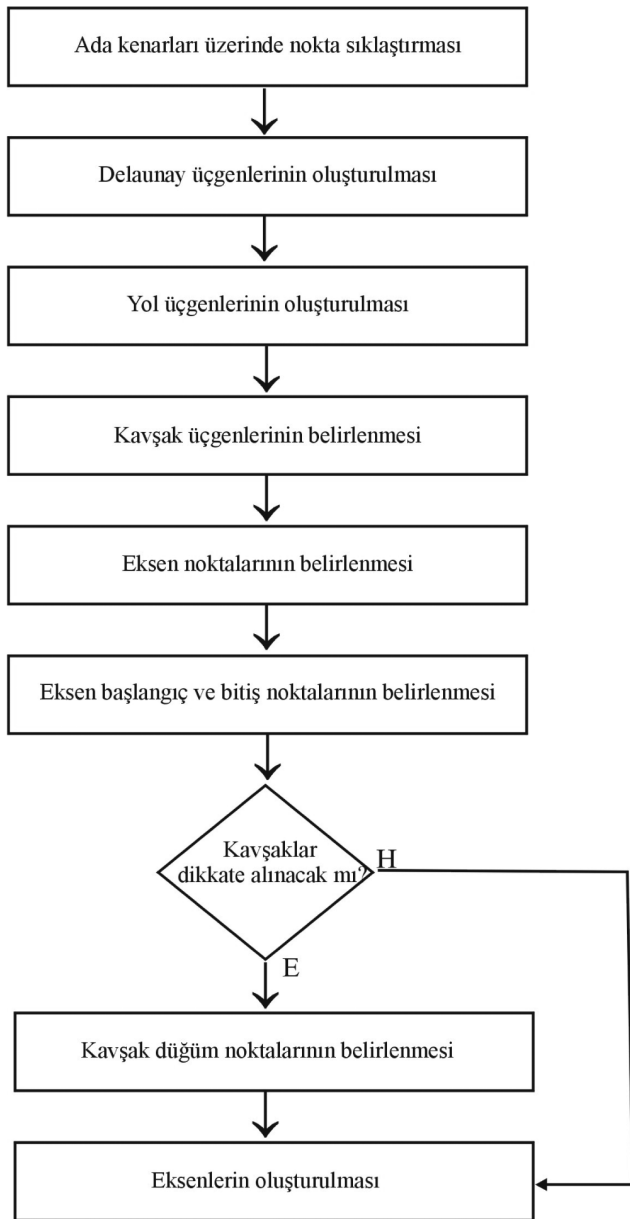 Ada kenarları üzerinde nokta sıklaştırması
Delaunay üçgenlerinin oluşturulması
Yol üçgenlerinin oluşturulması
Kavşak üçgenlerinin belirlenmesi
Eksen noktalarının belirlenmesi
Eksen başlangıç ve bitiş noktalarının belirlenmesi
Kavşaklar
dikkate alınacak mı?
H
E
Kavşak düğüm noktalarının belirlenmesi
Eksenlerin oluşturulması